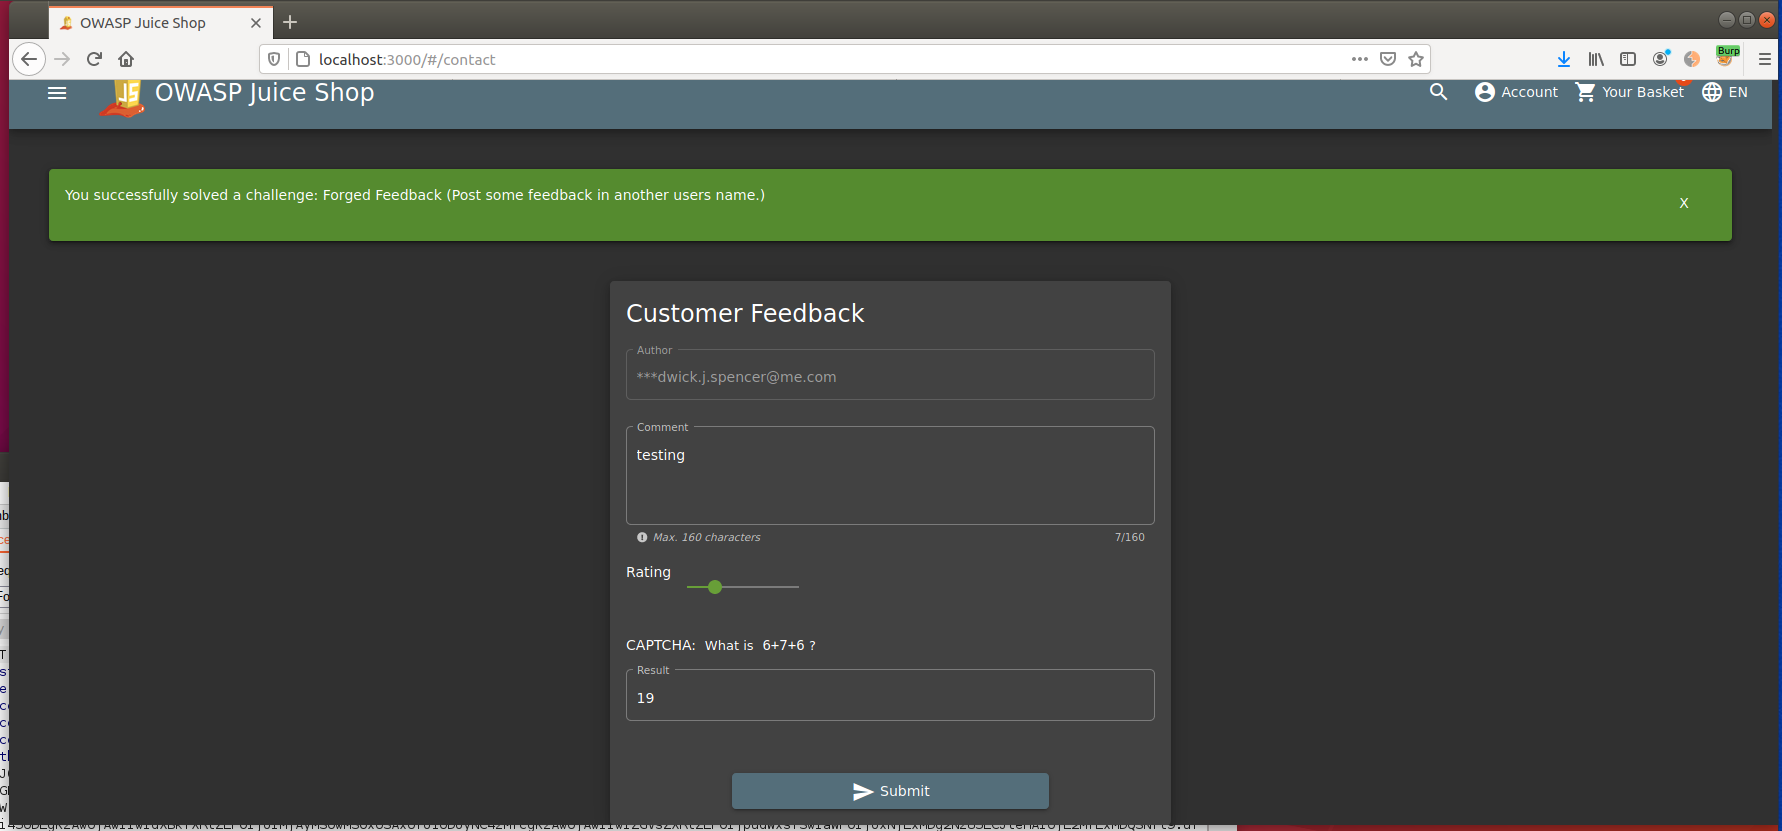 OWASP Juice Shop
localhost:3000/#/contact
Burp
JS
OWASP Juice Shop
Account
Your Basket
EN
You successfully solved a challenge: Forged Feedback (Post some feedback in another users name.)
X
Customer Feedback
Author
***dwick.j.spencer@me.com
Comment
testing
Max. 160 characters
7/160
Rating
CAPTCHA: What is 6+7+6 ?
Result
19
Submit